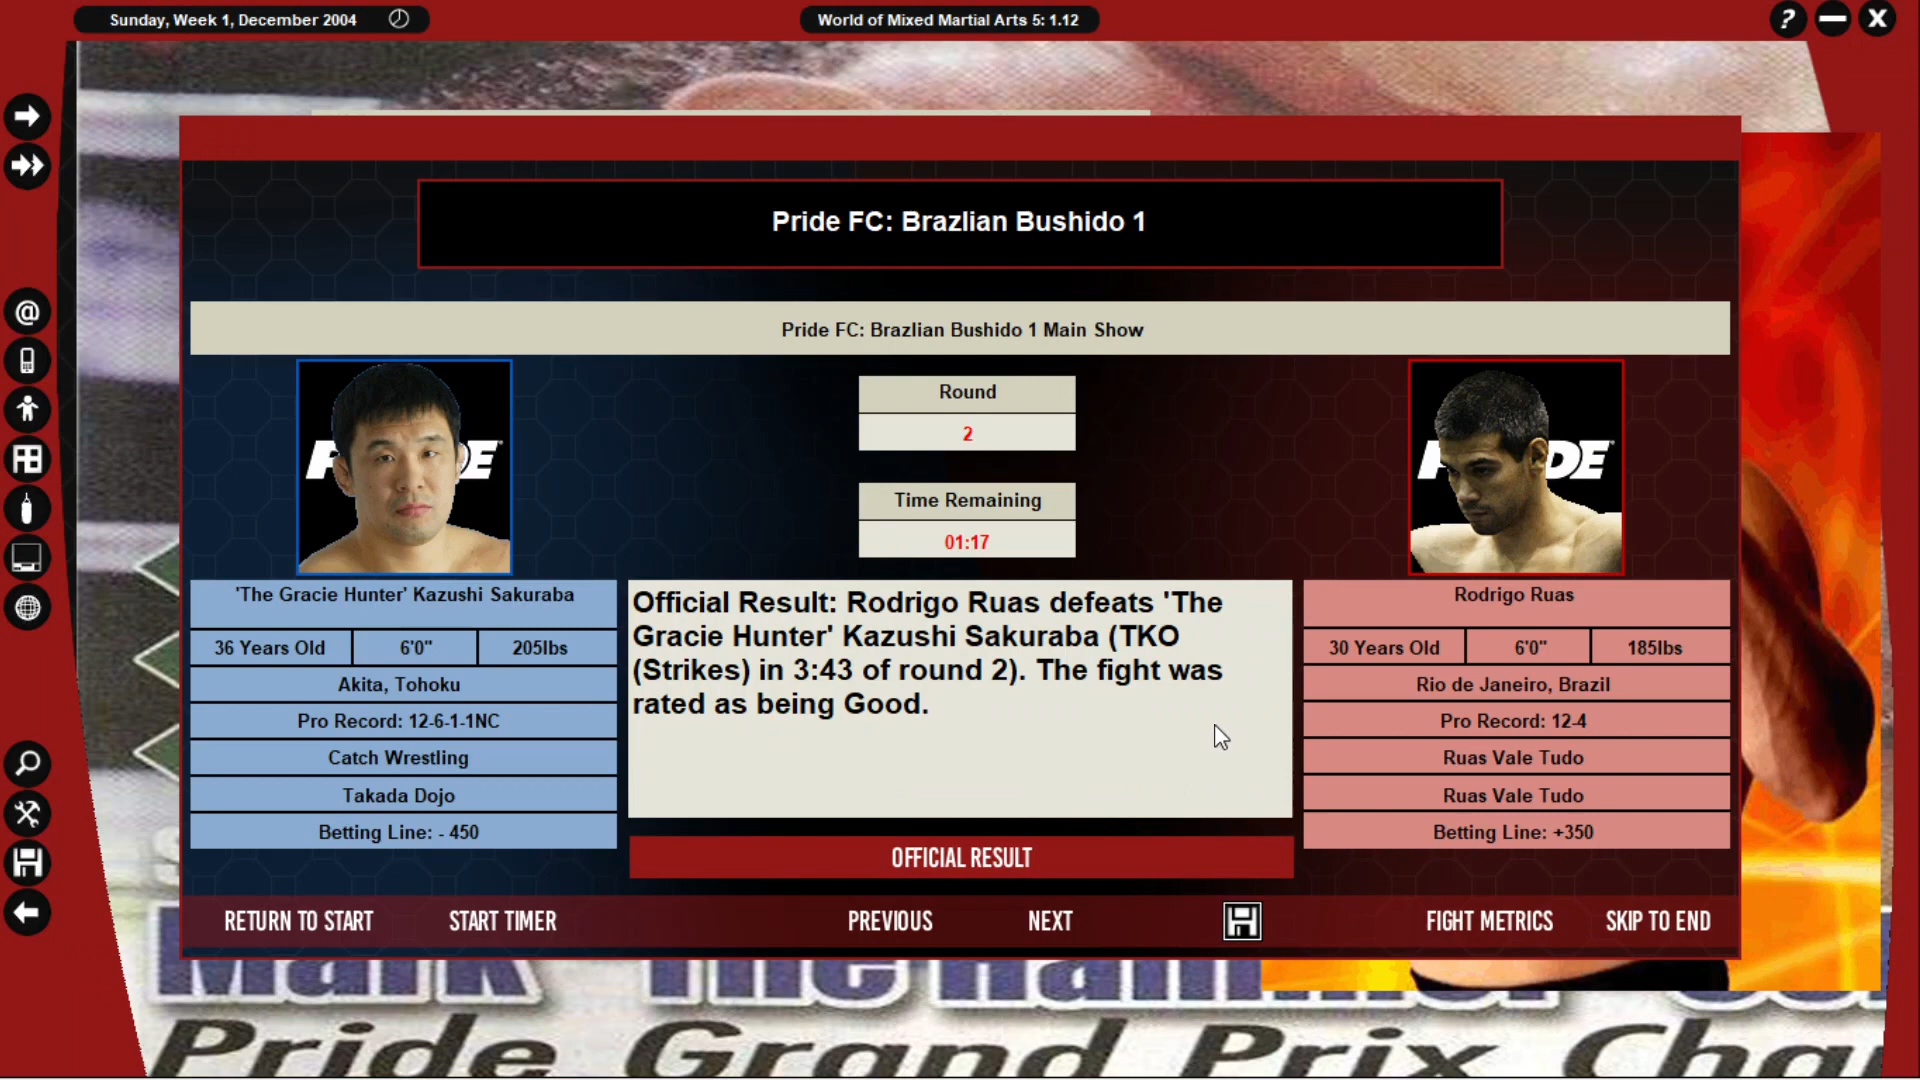 Sunday, Week 1, December 2004
World of Mixed Martial Arts 5: 1.12
Pride FC: Brazlian Bushido 1
Pride FC: Brazlian Bushido 1 Main Show
Round
2
Time Remaining
01:17
'The Gracie Hunter' Kazushi Sakuraba
36 Years Old
6'0"
205lbs
Akita, Tohoku
Pro Record: 12-6-1-1NC
Catch Wrestling
Takada Dojo
Betting Line: - 450
Official Result: Rodrigo Ruas defeats 'The
Gracie Hunter' Kazushi Sakuraba (TKO
(Strikes) in 3:43 of round 2). The fight was
rated as being Good.
OFFICIAL RESULT
Rodrigo Ruas
30 Years Old
6'0"
185lbs
Rio de Janeiro, Brazil
Pro Record: 12-4
Ruas Vale Tudo
Ruas Vale Tudo
Betting Line: +350
RETURN TO START
START TIMER
PREVIOUS
NEXT
FIGHT METRICS
SKIP TO END
Mark The Hammer
Pride Grand Prix